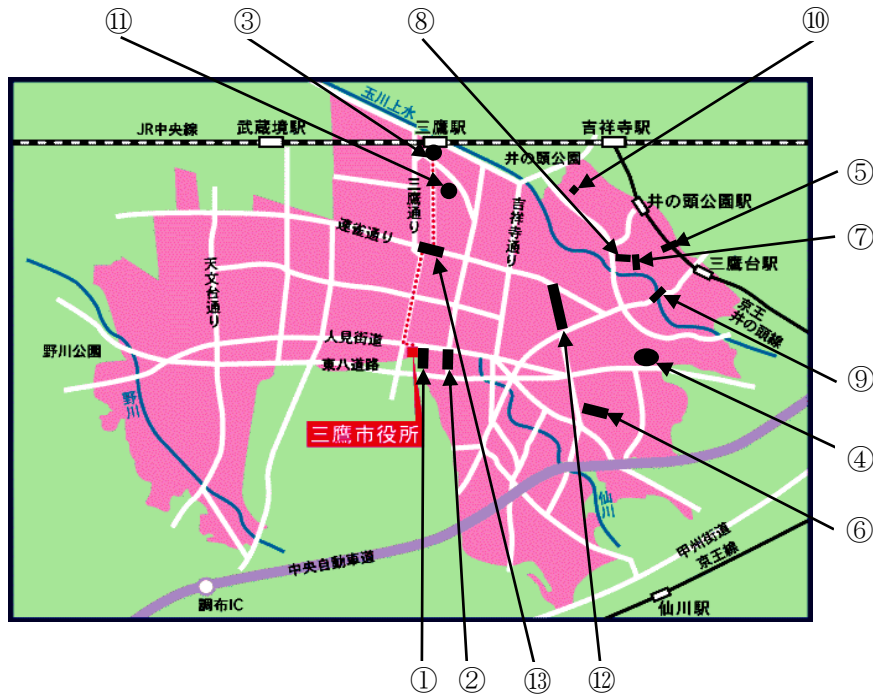 ⑪
③
⑧
⑩
玉川上水
JR中央線
武蔵境駅
三鷹駅
吉祥寺駅
井の頭公園
⑤
井の頭公園駅
三鷹通り
吉祥寺通り
連雀通り
⑦
三鷹台駅
天文台通り
京王
井の頭線
人見街道
野川公園
東八道路
⑨
野川
三鷹市役所
④
仙川
⑥
甲州街道
京王線
中央自動車道
調布IC
仙川駅
①
②
⑬
⑫